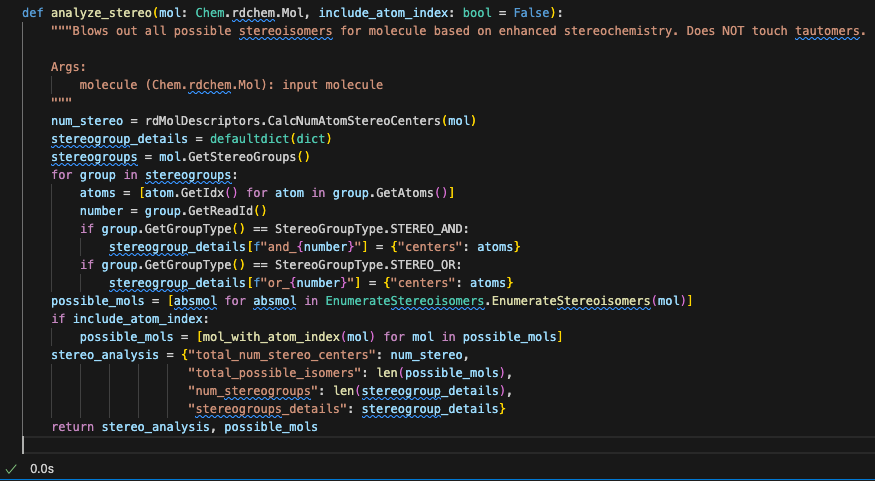 def analyze_stereo(mol: Chem.rdchem.Mol, include_atom_index: bool = False):
    """Blows out all possible stereoisomers for molecule based on enhanced stereochemistry. Does NOT touch tautomers.

    Args:
        molecule (Chem.rdchem.Mol): input molecule
    """
    num_stereo = rdMolDescriptors.CalcNumAtomStereoCenters(mol)
    stereogroup_details = defaultdict(dict)
    stereogroups = mol.GetStereoGroups()
    for group in stereogroups:
        atoms = [atom.GetIdx() for atom in group.GetAtoms()]
        number = group.GetReadId()
        if group.GetGroupType() == StereoGroupType.STEREO_AND:
            stereogroup_details[f"and_{number}"] = {"centers": atoms}
        if group.GetGroupType() == StereoGroupType.STEREO_OR:
            stereogroup_details[f"or_{number}"] = {"centers": atoms}
    possible_mols = [absmol for absmol in EnumerateStereoisomers.EnumerateStereoisomers(mol)]
    if include_atom_index:
        possible_mols = [mol_with_atom_index(mol) for mol in possible_mols]
    stereo_analysis = {"total_num_stereo_centers": num_stereo,
                       "total_possible_isomers": len(possible_mols),
                       "num_stereogroups": len(stereogroup_details),
                       "stereogroups_details": stereogroup_details}
    return stereo_analysis, possible_mols
0.0s